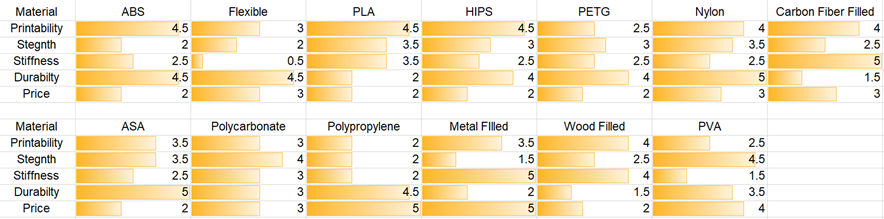 Material ABS Flexible PLA HIPS PETG Nylon Carbon Fiber Filled
Printability 4.5 3 4.5 4.5 2.5 4 4
Stegnth 2 2 3.5 3 3 3.5 2.5
Stiffness 2.5 0.5 3.5 2.5 2.5 2.5 5
Durabilty 4.5 4.5 2 4 4 5 1.5
Price 2 3 2 2 2 3 3
Material ASA Polycarbonate Polypropylene Metal FIlled Wood Filled PVA
Printability 3.5 3 2 3.5 4 2.5
Stegnth 3.5 4 2 1.5 2.5 4.5
Stiffness 2.5 3 2 5 4 1.5
Durabilty 5 3 4.5 2 1.5 3.5
Price 2 3 5 5 2 4